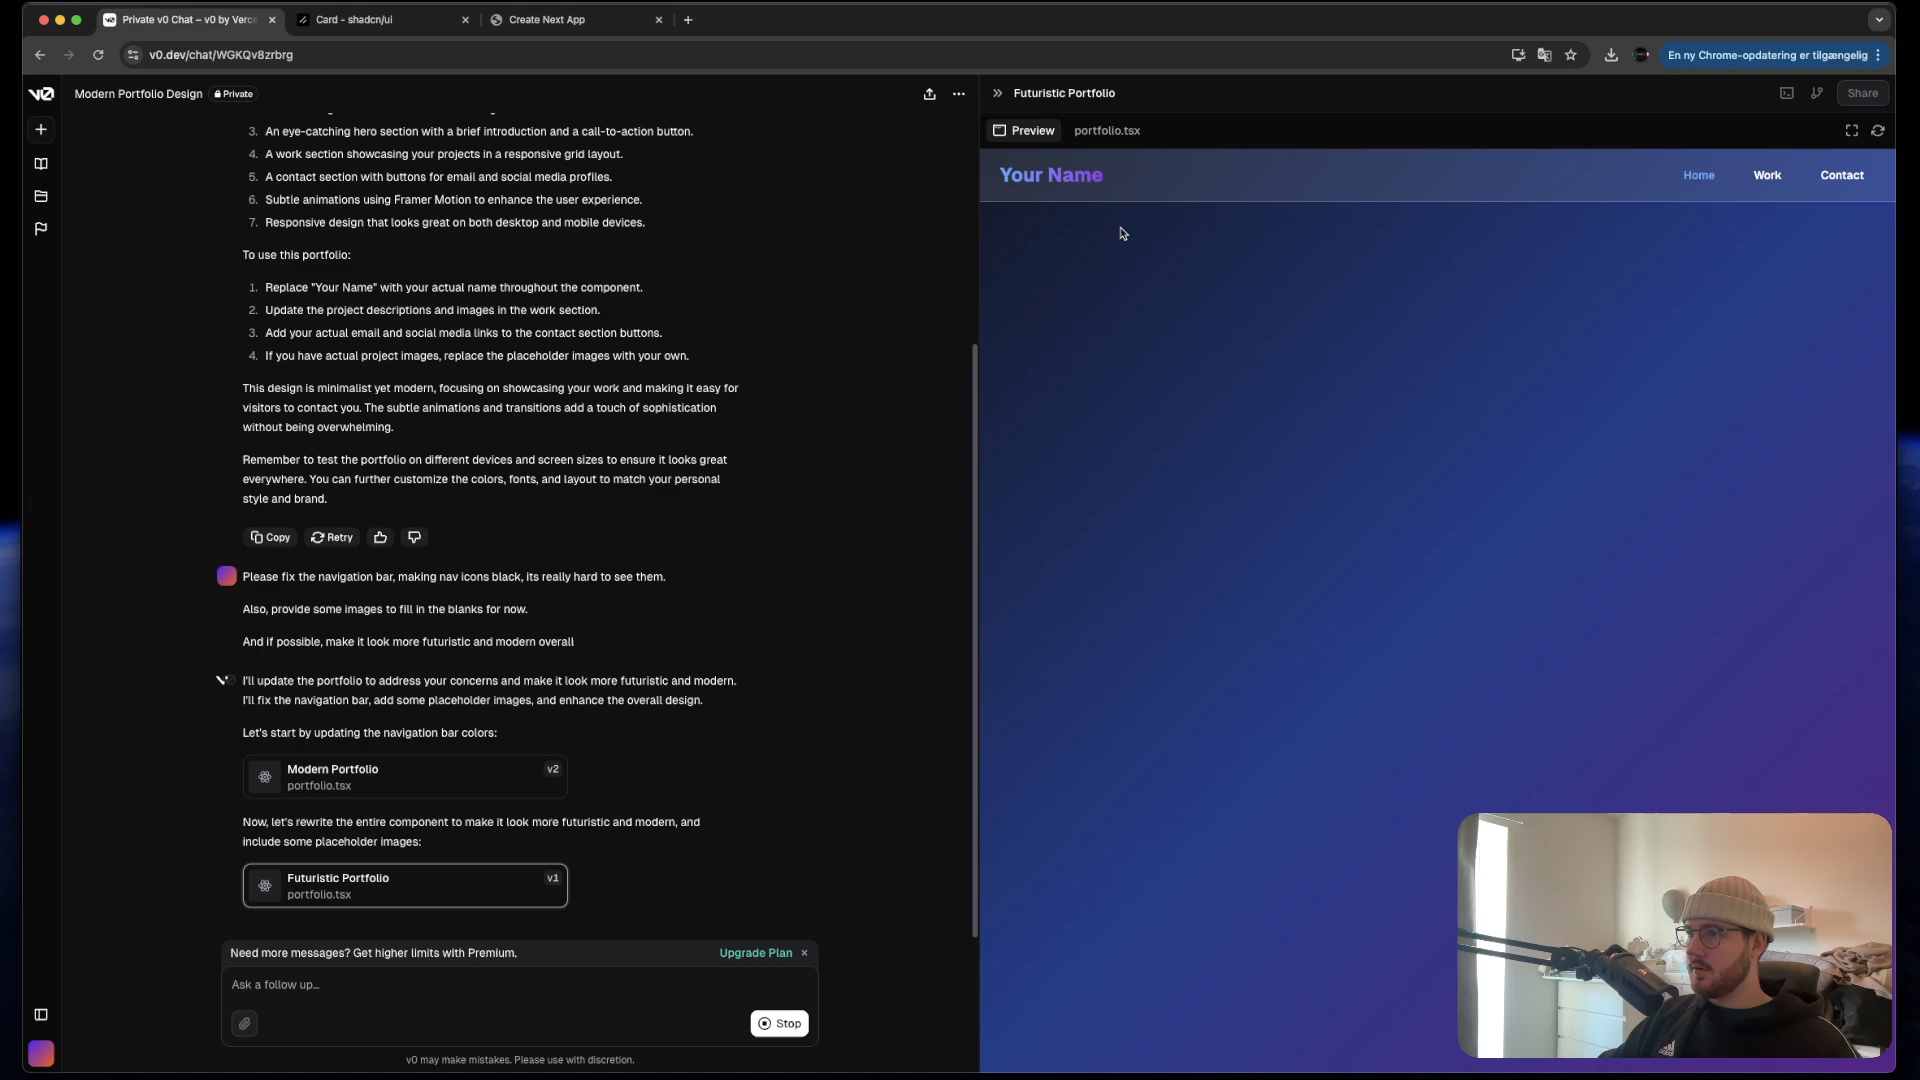 Private v0 Chat – v0 by Verce
Card - shadcn/ui
Create Next App
v0.dev/chat/WGKQv8zrbrg
En ny Chrome-opdatering er tilgængelig
Modern Portfolio Design
Private
3. An eye-catching hero section with a brief introduction and a call-to-action button.
4. A work section showcasing your projects in a responsive grid layout.
5. A contact section with buttons for email and social media profiles.
6. Subtle animations using Framer Motion to enhance the user experience.
7. Responsive design that looks great on both desktop and mobile devices.
To use this portfolio:
1. Replace "Your Name" with your actual name throughout the component.
2. Update the project descriptions and images in the work section.
3. Add your actual email and social media links to the contact section buttons.
4. If you have actual project images, replace the placeholder images with your own.
This design is minimalist yet modern, focusing on showcasing your work and making it easy for
visitors to contact you. The subtle animations and transitions add a touch of sophistication
without being overwhelming.
Remember to test the portfolio on different devices and screen sizes to ensure it looks great
everywhere. You can further customize the colors, fonts, and layout to match your personal
style and brand.
Copy
Retry
Please fix the navigation bar, making nav icons black, its really hard to see them.
Also, provide some images to fill in the blanks for now.
And if possible, make it look more futuristic and modern overall
I'll update the portfolio to address your concerns and make it look more futuristic and modern.
I'll fix the navigation bar, add some placeholder images, and enhance the overall design.
Let's start by updating the navigation bar colors:
Modern Portfolio
v2
portfolio.tsx
Now, let's rewrite the entire component to make it look more futuristic and modern, and
include some placeholder images:
Futuristic Portfolio
v1
portfolio.tsx
Need more messages? Get higher limits with Premium.
Upgrade Plan
Ask a follow up...
Stop
v0 may make mistakes. Please use with discretion.
Futuristic Portfolio
Share
Preview
portfolio.tsx
Your Name
Home
Work
Contact